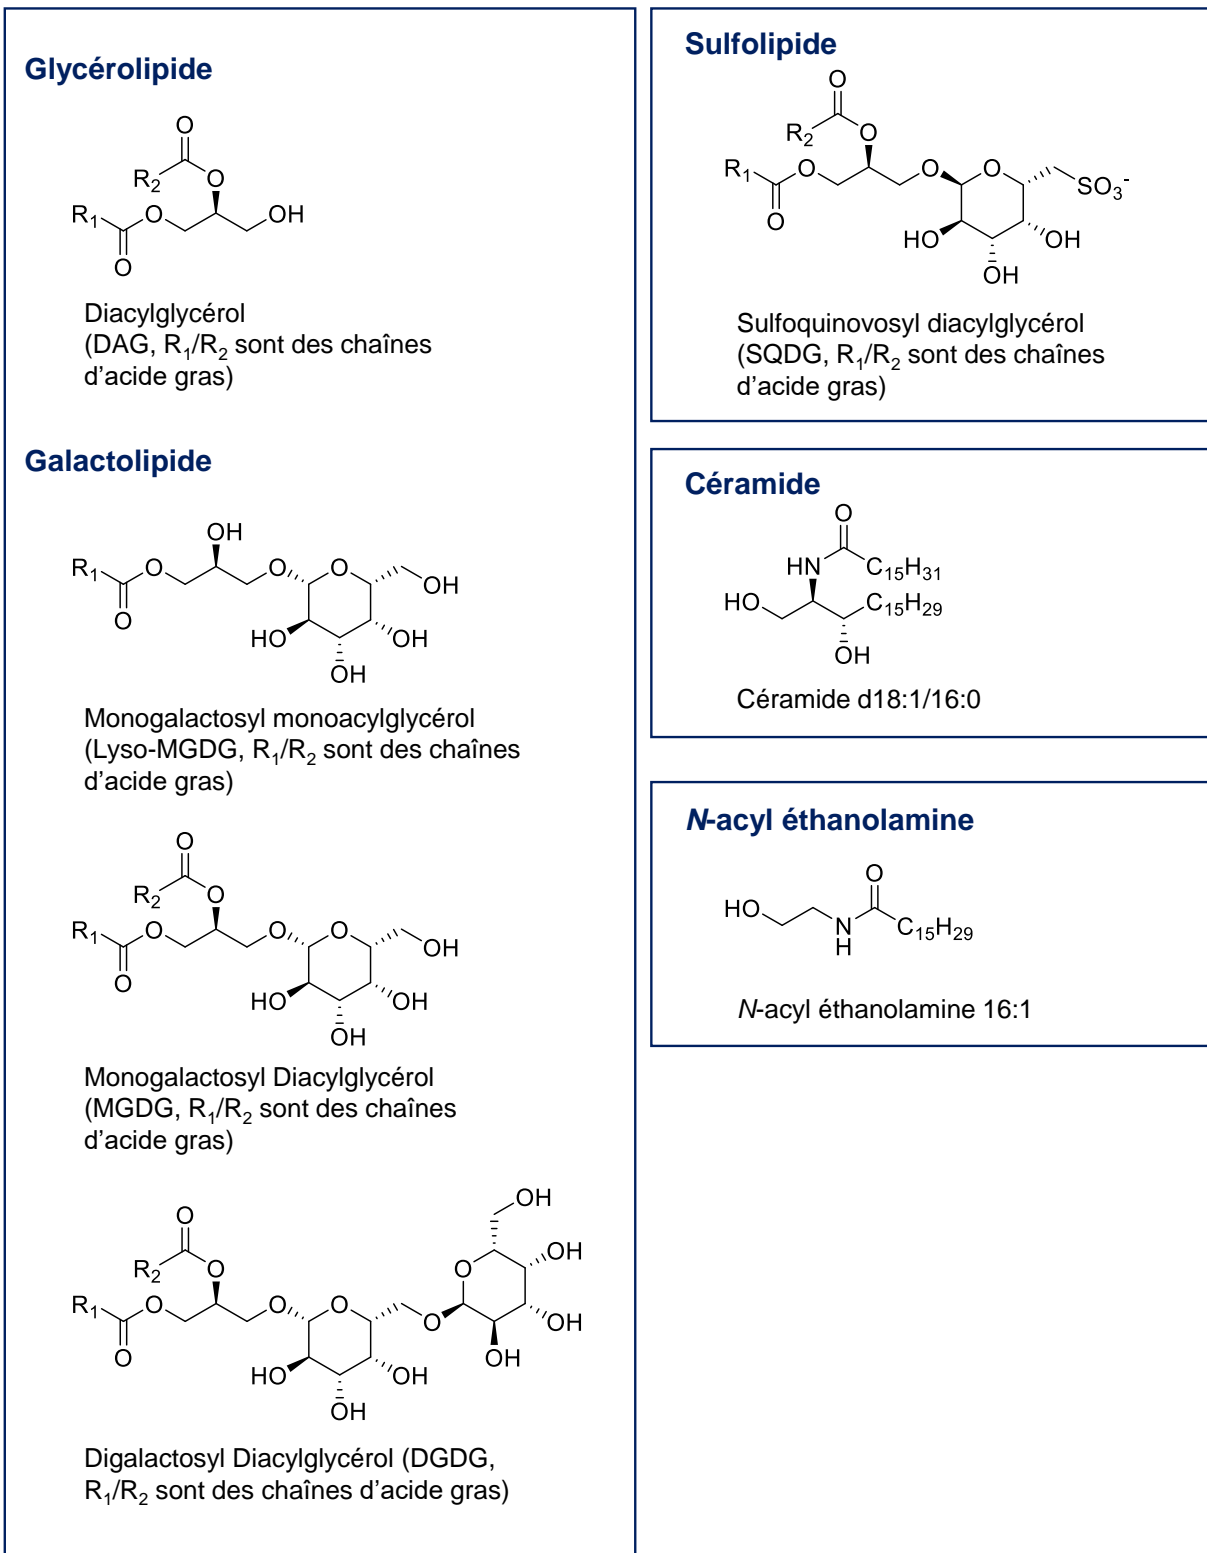 Glycérolipide
O
R2
O
R1
O
OH
O
Diacylglycérol
(DAG, R1/R2 sont des chaînes
d'acide gras)
Galactolipide
OH
R1
O
O
O
OH
O
HO
OH
OH
Monogalactosyl monoacylglycérol
(Lyso-MGDG, R1/R2 sont des chaînes
d'acide gras)
O
R2
O
R1
O
O
O
OH
O
HO
OH
OH
Monogalactosyl Diacylglycérol
(MGDG, R1/R2 sont des chaînes
d'acide gras)
OH
O
OH
R2
O
O
R1
O
O
O
O
OH
O
OH
HO
OH
OH
Digalactosyl Diacylglycérol (DGDG,
R1/R2 sont des chaînes d'acide gras)
Sulfolipide
O
R2
O
R1
O
O
O
SO3-
O
HO
OH
OH
Sulfoquinovosyl diacylglycérol
(SQDG, R1/R2 sont des chaînes
d'acide gras)
Céramide
O
HN
C15H31
HO
C15H29
OH
Céramide d18:1/16:0
N-acyl éthanolamine
O
HO
N
H
C15H29
N-acyl éthanolamine 16:1